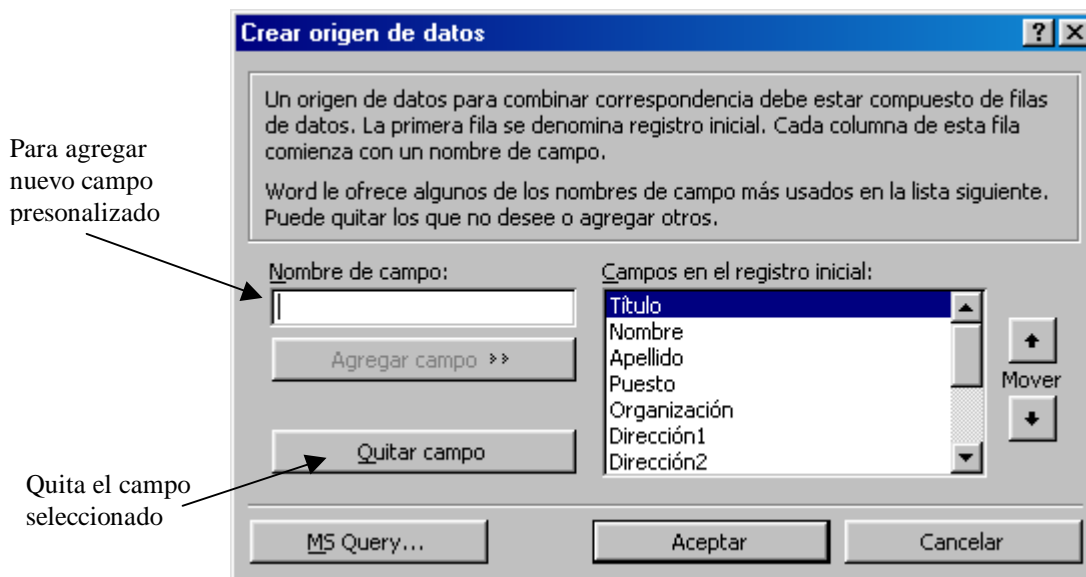 Crear origen de datos
Un origen de datos para combinar correspondencia debe estar compuesto de filas
de datos. La primera fila se denomina registro inicial. Cada columna de esta fila
comienza con un nombre de campo.
Word le ofrece algunos de los nombres de campo más usados en la lista siguiente.
Puede quitar los que no desee o agregar otros.
Para agregar
nuevo campo
presonalizado
Nombre de campo:
Agregar campo »
Quitar campo
Quita el campo
seleccionado
Campos en el registro inicial:
Título
Nombre
Apellido
Puesto
Organización
Dirección1
Dirección2
Mover
MS Query...
Aceptar
Cancelar